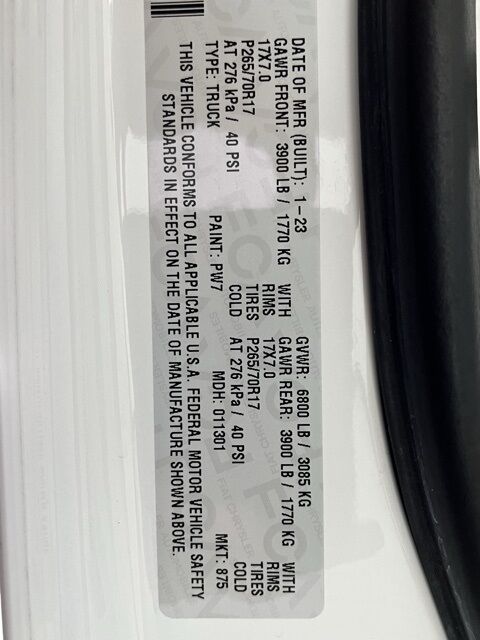 DATE OF MFR (BUILT): 1-23 GVWR: 6800 LB / 3085 KG
GAWR FRONT: 3900 LB / 1770 KG WITH GAWR REAR: 3900 LB / 1770 KG WITH
17X7.0 RIMS 17X7.0 RIMS
P265/70R17 TIRES P265/70R17 TIRES
AT 276 kPa / 40 PSI COLD AT 276 kPa / 40 PSI COLD
TYPE: TRUCK PAINT: PW7 MDH: 011301 MKT: 875
THIS VEHICLE CONFORMS TO ALL APPLICABLE U.S.A. FEDERAL MOTOR VEHICLE SAFETY
STANDARDS IN EFFECT ON THE DATE OF MANUFACTURE SHOWN ABOVE.